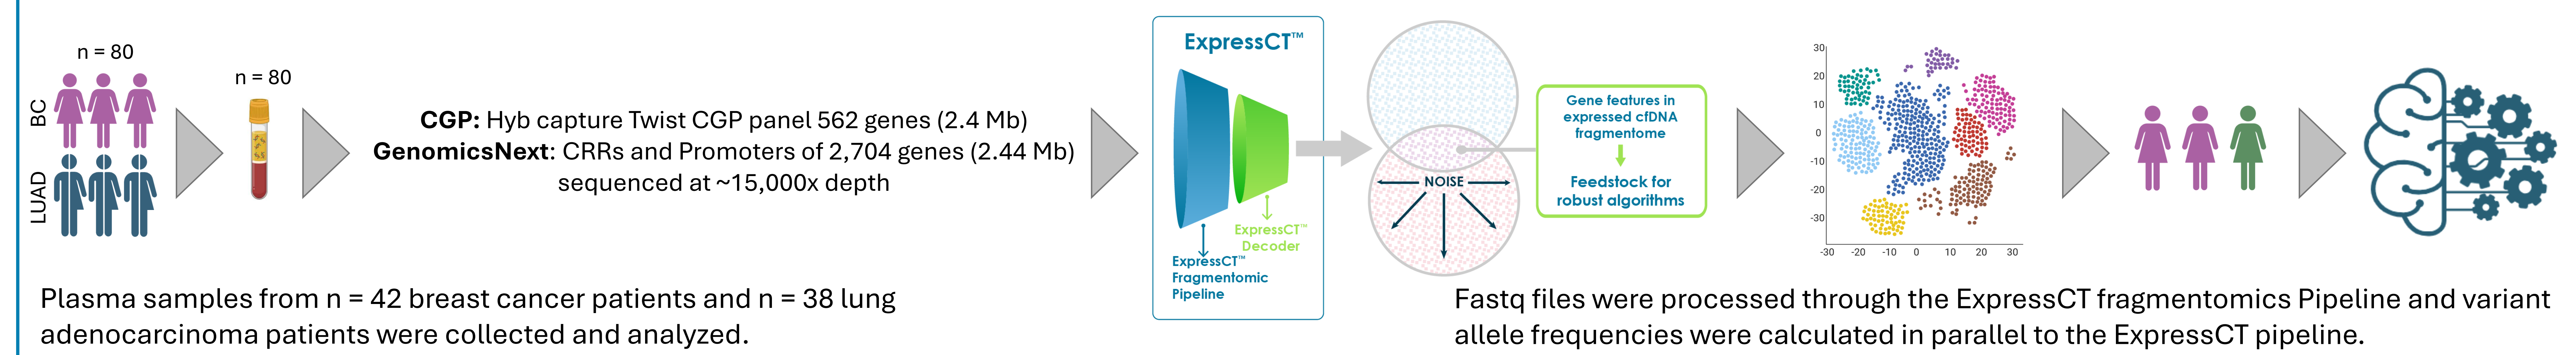 n = 80
BC
LUAD
n = 80
CGP: Hyb capture Twist CGP panel 562 genes (2.4 Mb)
GenomicsNext: CRRs and Promoters of 2,704 genes (2.44 Mb)
sequenced at ~15,000x depth
ExpressCT™
ExpressCT™
Decoder
ExpressCT™
Fragmentomic
Pipeline
NOISE
Gene features in
expressed cfDNA
fragmentome
Feedstock for
robust algorithms
30
20
10
0
-10
-20
-30
-30 -20 -10 0 10 20 30
Plasma samples from n = 42 breast cancer patients and n = 38 lung
adenocarcinoma patients were collected and analyzed.
Fastq files were processed through the ExpressCT fragmentomics Pipeline and variant
allele frequencies were calculated in parallel to the ExpressCT pipeline.